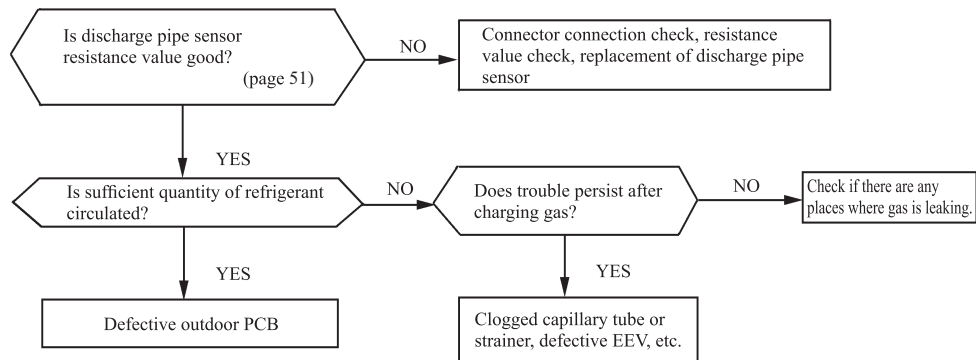 Is discharge pipe sensor
resistance value good?
(page 51)
NO
Connector connection check, resistance
value check, replacement of discharge pipe
sensor
YES
Is sufficient quantity of refrigerant
circulated?
NO
Does trouble persist after
charging gas?
NO
Check if there are any
places where gas is leaking.
YES
Defective outdoor PCB
YES
Clogged capillary tube or
strainer, defective EEV, etc.